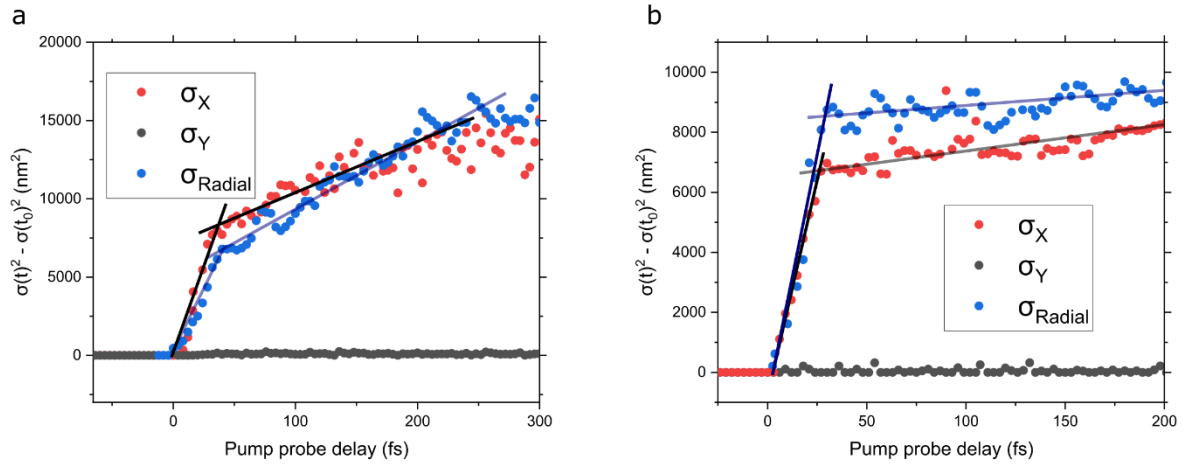 a
20000
15000
10000
5000
0
σ(t)² - σ(t₀)² (nm²)
σX
σY
σRadial
0 100 200 300
Pump probe delay (fs)
b
10000
8000
6000
4000
2000
0
σ(t)² - σ(t₀)² (nm²)
σX
σY
σRadial
0 50 100 150 200
Pump probe delay (fs)